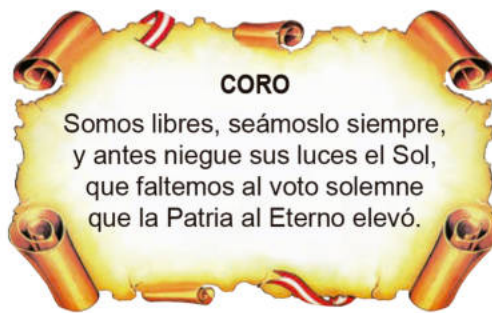 CORO
Somos libres, seámoslo siempre,
y antes niegue sus luces el Sol,
que faltemos al voto solemne
que la Patria al Eterno elevó.